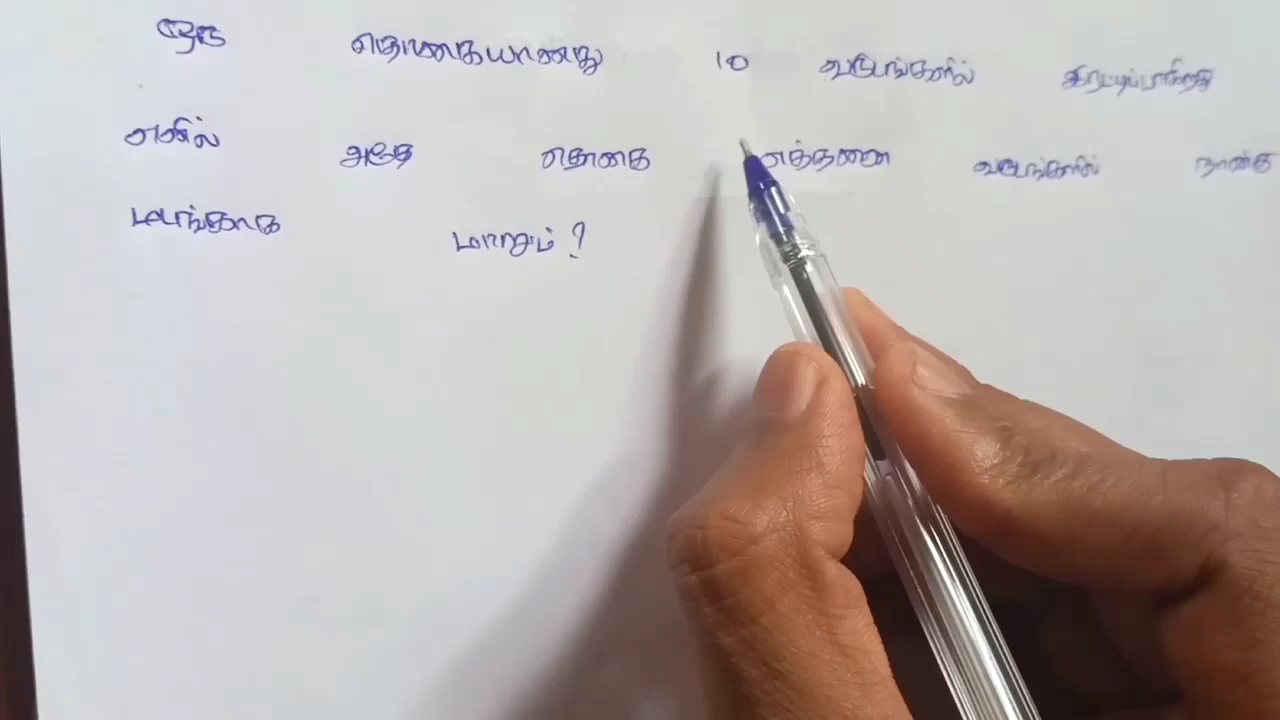 ஒரு தொகையானது 10 வருடங்களில் இரட்டிப்பாகிறது
எனில் அதே தொகை எத்தனை வருடங்களில் நான்கு
மடங்காக மாறும்?